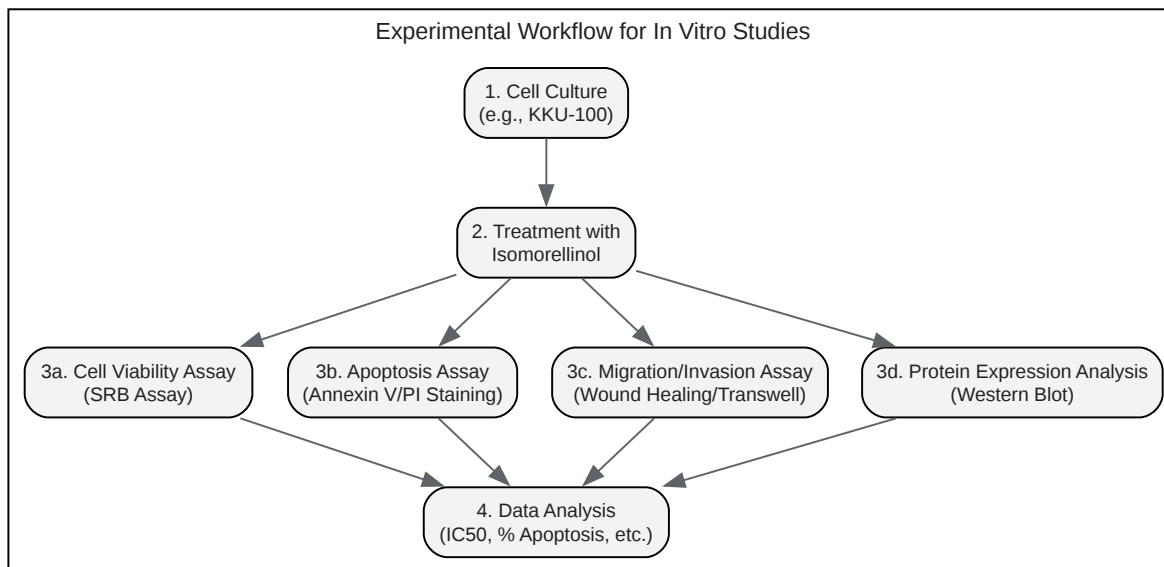 Experimental Workflow for In Vitro Studies
1. Cell Culture
(e.g., KKU-100)
2. Treatment with
Isomorellinol
3a. Cell Viability Assay
(SRB Assay)
3b. Apoptosis Assay
(Annexin V/PI Staining)
3c. Migration/Invasion Assay
(Wound Healing/Transwell)
3d. Protein Expression Analysis
(Western Blot)
4. Data Analysis
(IC50, % Apoptosis, etc.)